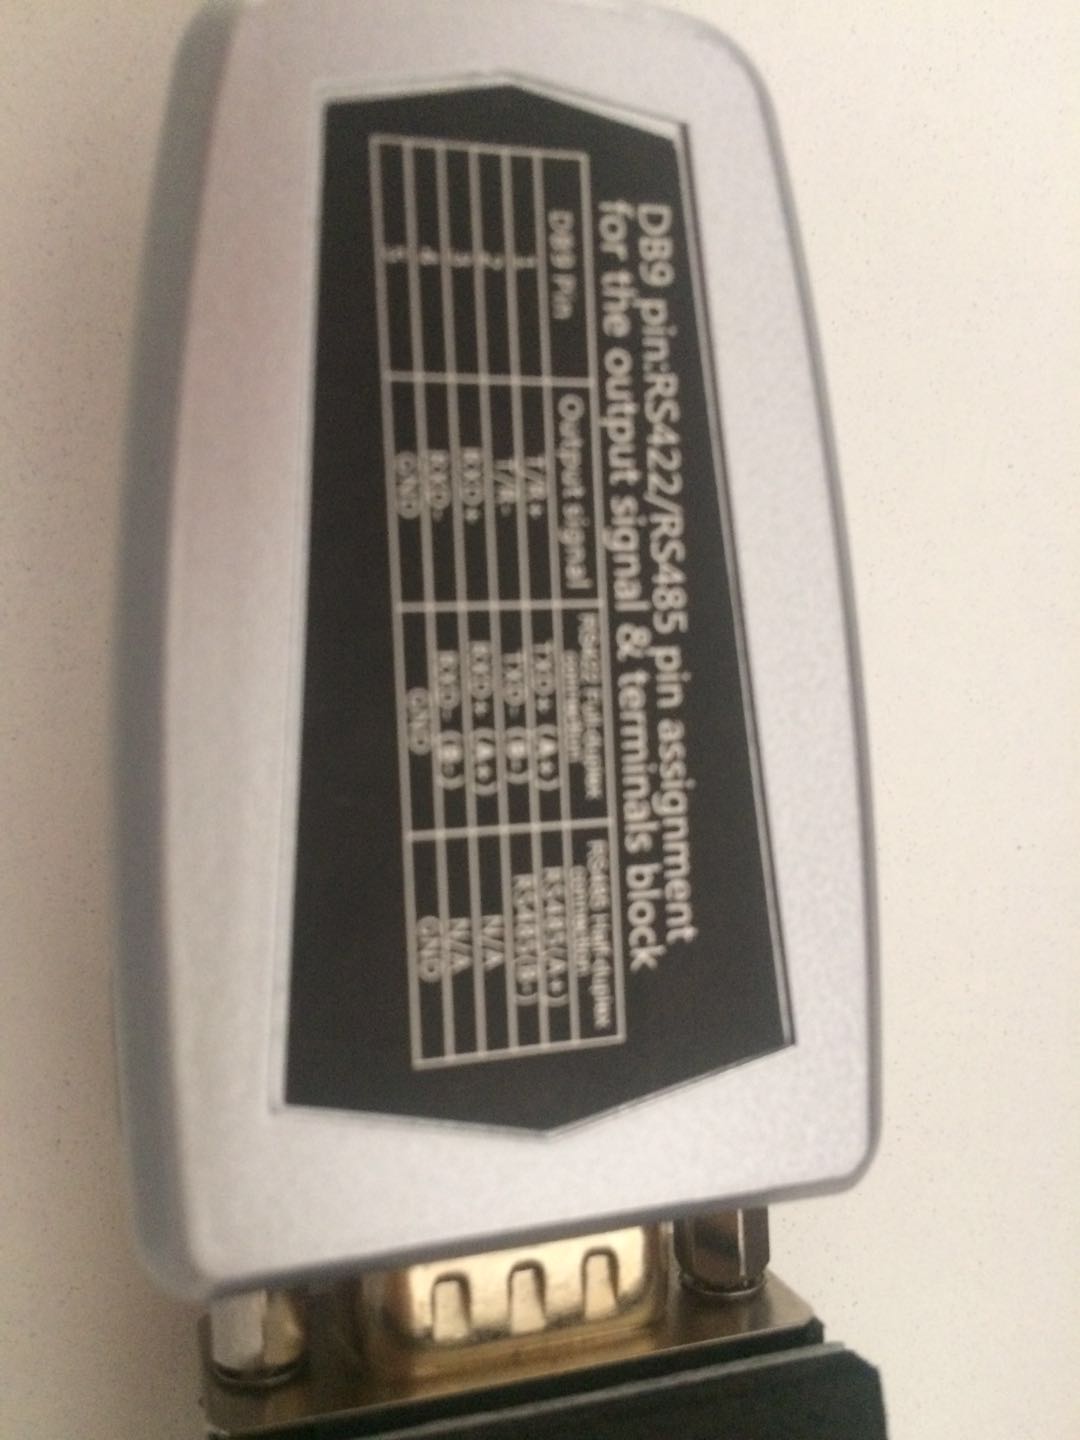 DB9 pin:RS422/RS485 pin assignment
for the output signal & terminals block
DB9 Pin Output signal RS422 Full-duplex connection RS485 Half-duplex connection
1 T/R+ TXD+ (A+) RS485(A+)
2 T/R- TXD- (B-) RS485(B-)
3 RXD+ RXD+ (A+) N/A
4 RXD- RXD- (B-) N/A
5 GND GND GND